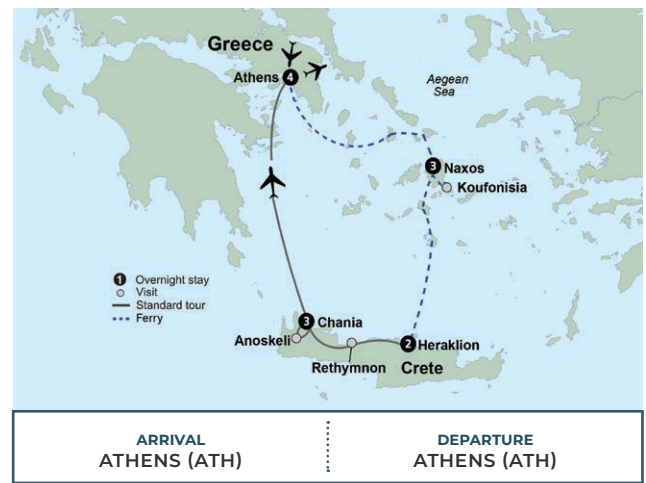 Greece
Athens
4
Aegean
Sea
3
Naxos
Koufonisia
1 Overnight stay
Visit
Standard tour
Ferry
3
Chania
Anoskeli
2
Heraklion
Rethymnon
Crete
ARRIVAL
ATHENS (ATH)
DEPARTURE
ATHENS (ATH)